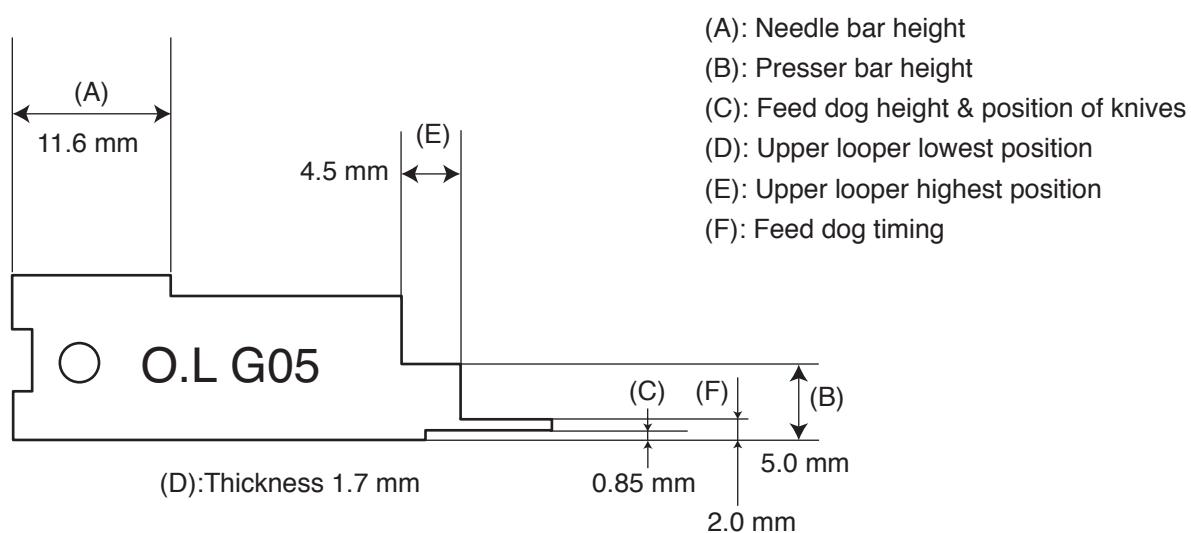 (A): Needle bar height
(B): Presser bar height
(C): Feed dog height & position of knives
(D): Upper looper lowest position
(E): Upper looper highest position
(F): Feed dog timing
(A)
11.6 mm
(E)
4.5 mm
O.L G05
(C)
(F)
(B)
5.0 mm
(D):Thickness 1.7 mm
0.85 mm
2.0 mm